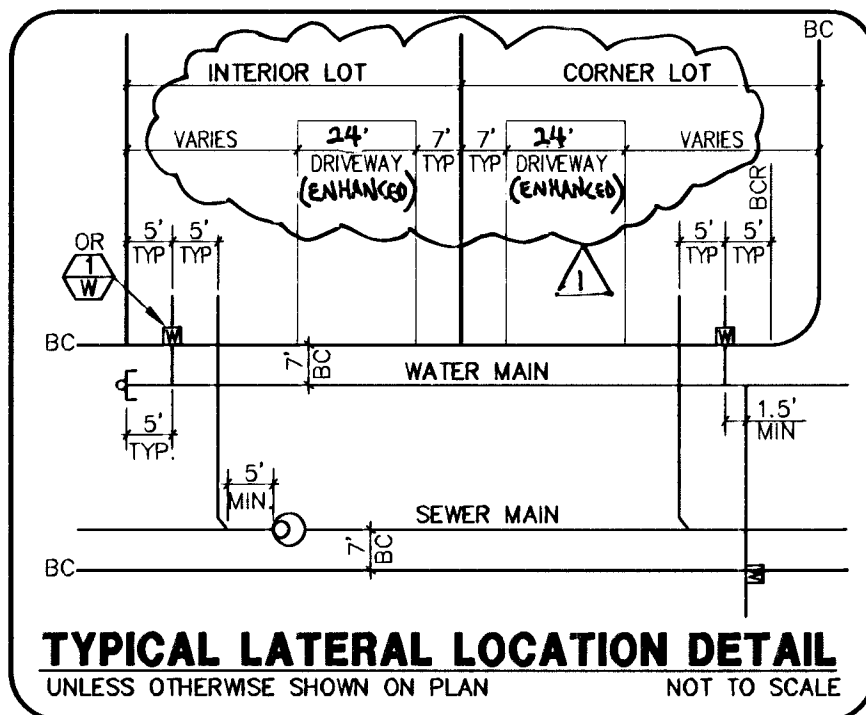 BC
INTERIOR LOT CORNER LOT
VARIES 24' 7' 7' 24' VARIES
DRIVEWAY TYP TYP DRIVEWAY
(ENHANCED) (ENHANCED)
BCR
5' 5' 5' 5'
OR TYP TYP TYP TYP
1
W
1
W W
BC
7'
BC
WATER MAIN
5'
TYP.
1.5'
MIN
5'
MIN.
SEWER MAIN
7'
BC
BC
W
TYPICAL LATERAL LOCATION DETAIL
UNLESS OTHERWISE SHOWN ON PLAN NOT TO SCALE